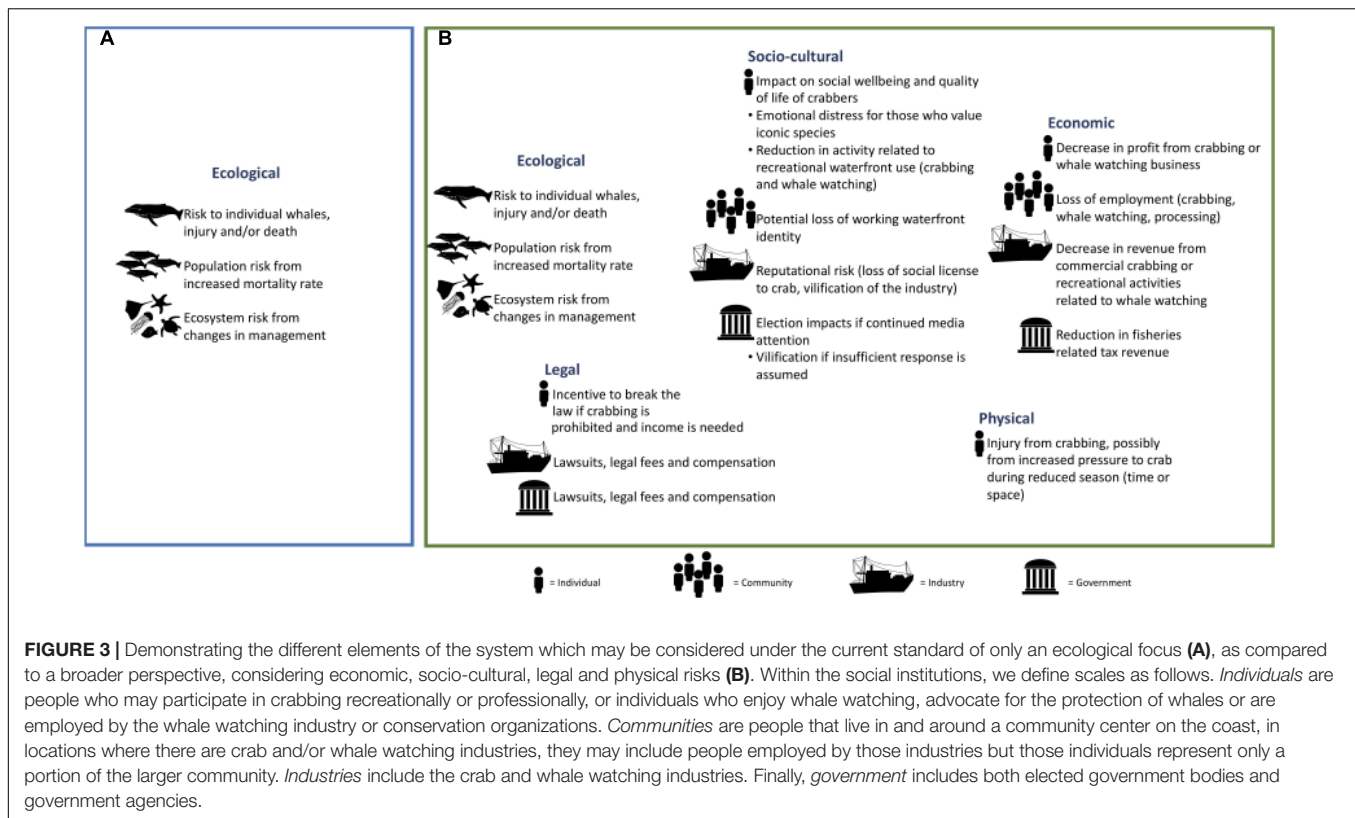 A
Ecological
Risk to individual whales,
injury and/or death
Population risk from
increased mortality rate
Ecosystem risk from
changes in management
B
Ecological
Risk to individual whales,
injury and/or death
Population risk from
increased mortality rate
Ecosystem risk from
changes in management
Legal
Incentive to break the
law if crabbing is
prohibited and income is needed
Lawsuits, legal fees and compensation
Lawsuits, legal fees and compensation
Socio-cultural
Impact on social wellbeing and quality
of life of crabbers
• Emotional distress for those who value
iconic species
• Reduction in activity related to
recreational waterfront use (crabbing
and whale watching)
Potential loss of working waterfront
identity
Reputational risk (loss of social license
to crab, vilification of the industry)
Election impacts if continued media
attention
• Vilification if insufficient response is
assumed
Economic
Decrease in profit from crabbing or
whale watching business
Loss of employment (crabbing,
whale watching, processing)
Decrease in revenue from
commercial crabbing or
recreational activities
related to whale watching
Reduction in fisheries
related tax revenue
Physical
Injury from crabbing, possibly
from increased pressure to crab
during reduced season (time or
space)
= Individual
= Community
= Industry
= Government
FIGURE 3 | Demonstrating the different elements of the system which may be considered under the current standard of only an ecological focus (A), as compared
to a broader perspective, considering economic, socio-cultural, legal and physical risks (B). Within the social institutions, we define scales as follows. Individuals are
people who may participate in crabbing recreationally or professionally, or individuals who enjoy whale watching, advocate for the protection of whales or are
employed by the whale watching industry or conservation organizations. Communities are people that live in and around a community center on the coast, in
locations where there are crab and/or whale watching industries, they may include people employed by those industries but those individuals represent only a
portion of the larger community. Industries include the crab and whale watching industries. Finally, government includes both elected government bodies and
government agencies.